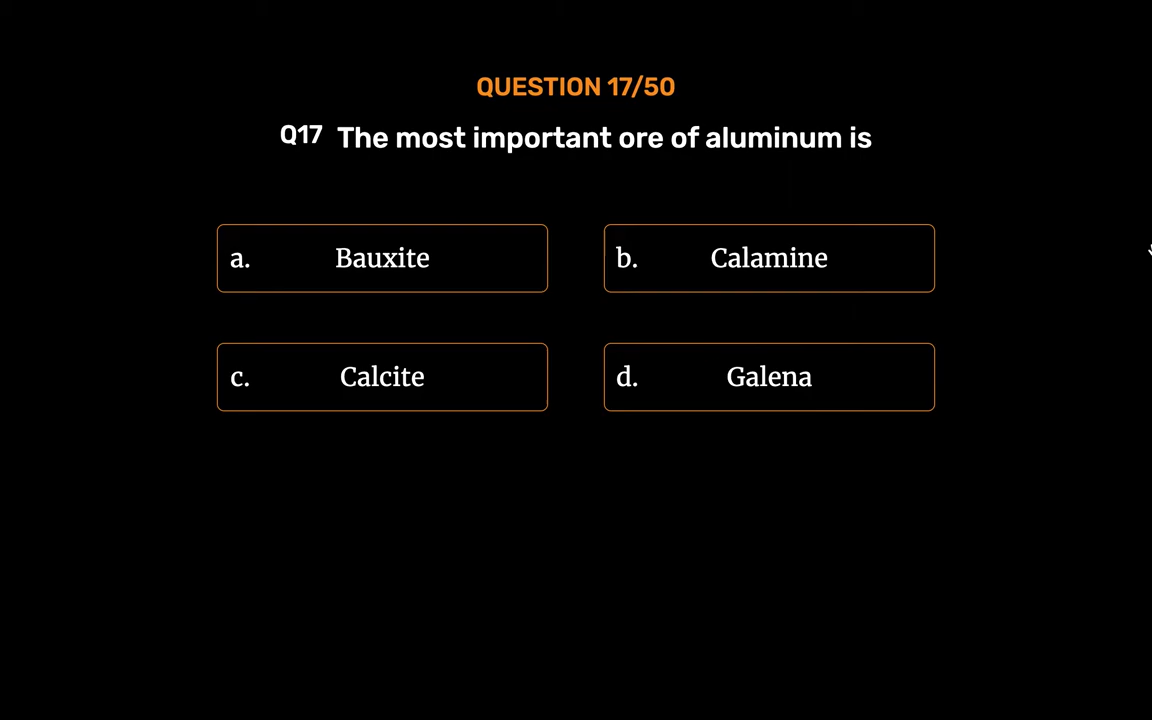 QUESTION 17/50
Q17 The most important ore of aluminum is
a. Bauxite
b. Calamine
c. Calcite
d. Galena